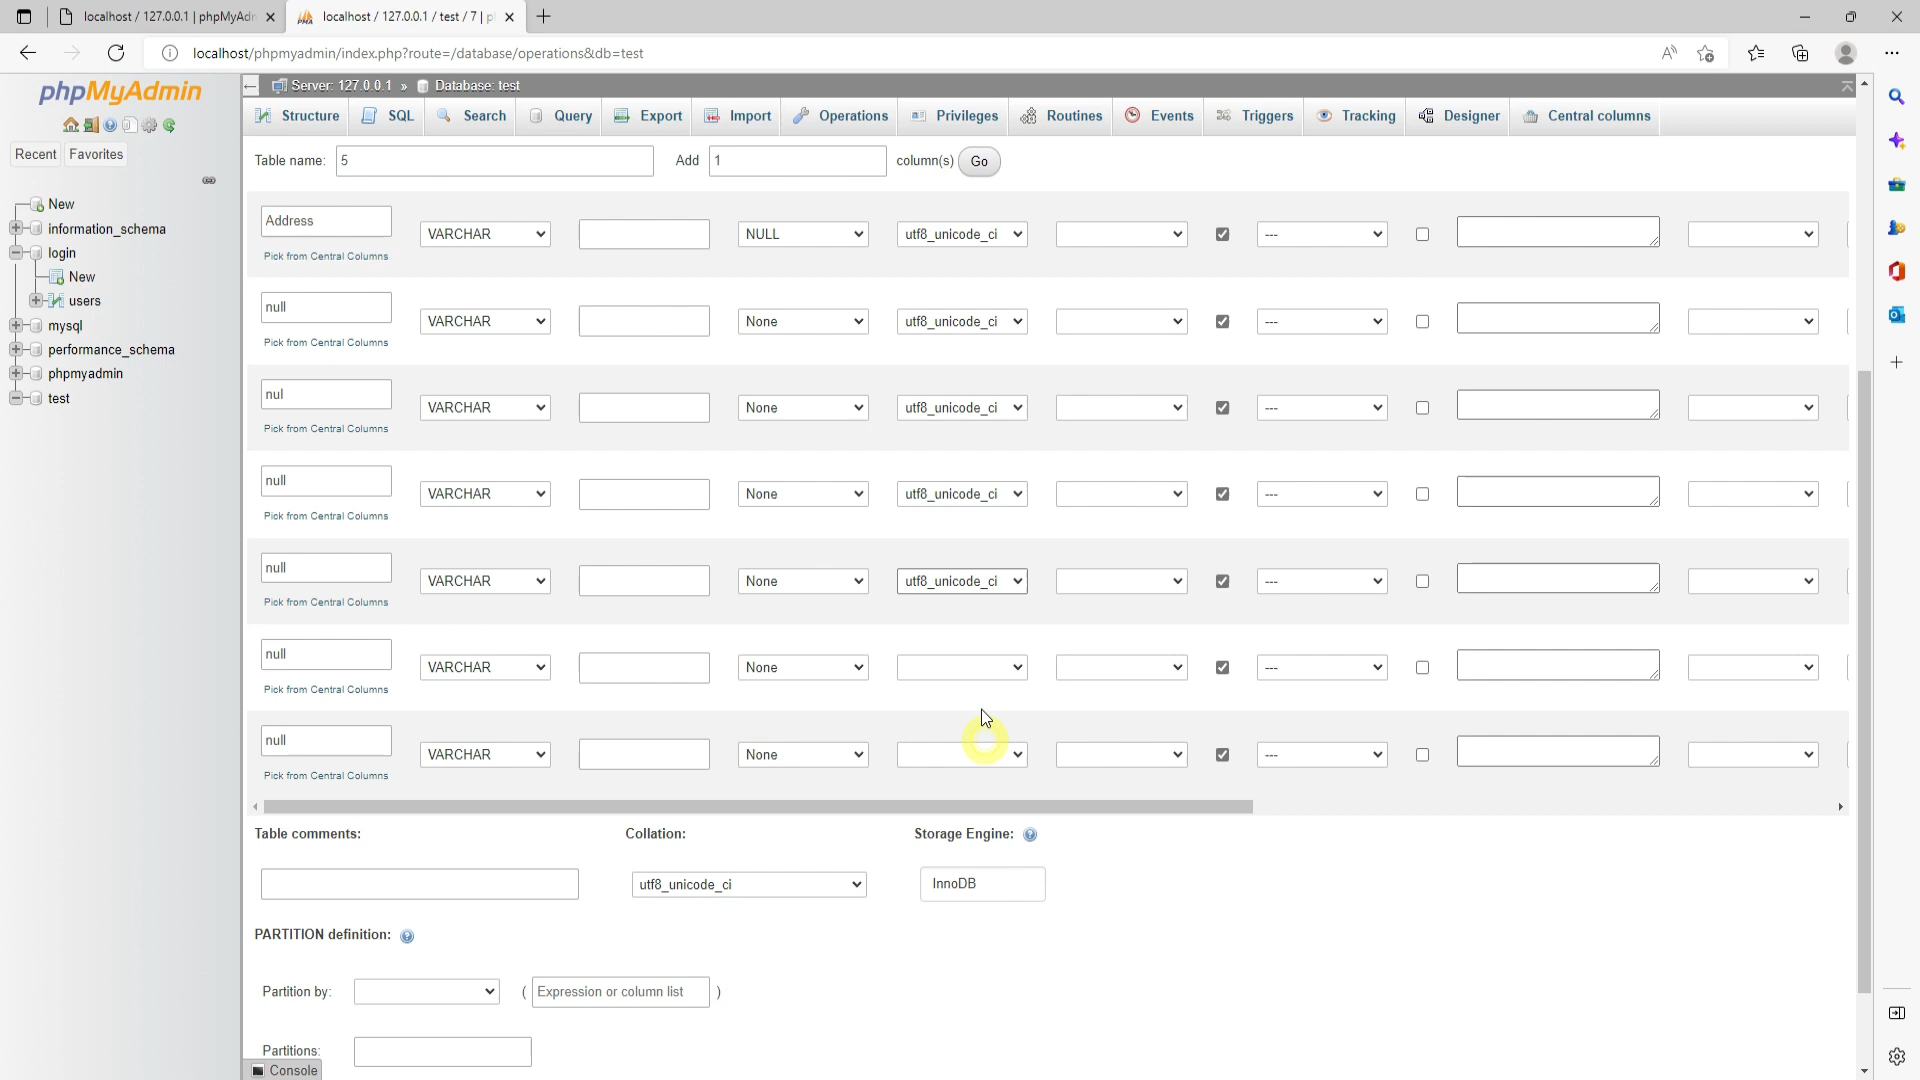 localhost / 127.0.0.1 | phpMyAdm
localhost / 127.0.0.1 / test / 7 | p
localhost/phpmyadmin/index.php?route=/database/operations&db=test
phpMyAdmin
Server: 127.0.0.1 » Database: test
Structure SQL Search Query Export Import Operations Privileges Routines Events Triggers Tracking Designer Central columns
Recent Favorites
Table name: 5 Add 1 column(s) Go
New
information_schema
login
New
users
mysql
performance_schema
phpmyadmin
test
Address VARCHAR NULL utf8_unicode_ci ---
Pick from Central Columns
null VARCHAR None utf8_unicode_ci ---
Pick from Central Columns
nul VARCHAR None utf8_unicode_ci ---
Pick from Central Columns
null VARCHAR None utf8_unicode_ci ---
Pick from Central Columns
null VARCHAR None utf8_unicode_ci ---
Pick from Central Columns
null VARCHAR None ---
Pick from Central Columns
null VARCHAR None ---
Pick from Central Columns
Table comments: Collation: Storage Engine:
utf8_unicode_ci InnoDB
PARTITION definition:
Partition by: ( Expression or column list )
Partitions:
Console